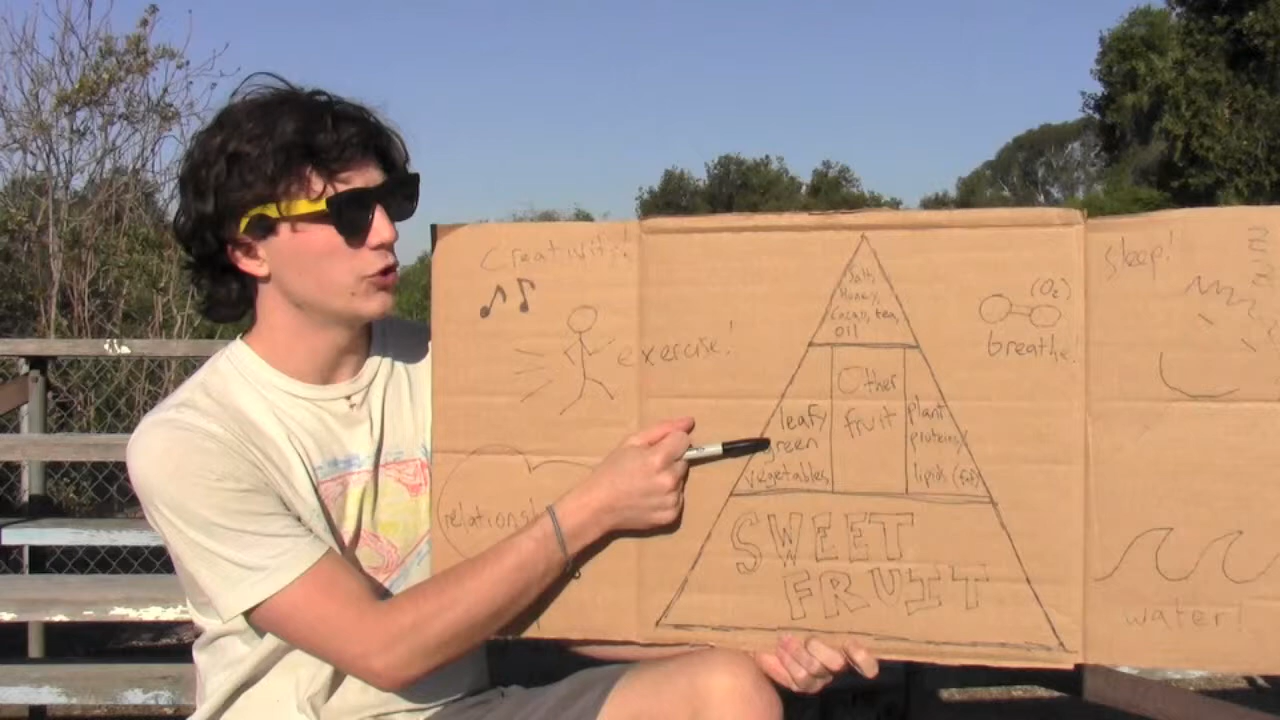 Creativity!
exercise!
relationsh
Salt,
Honey,
Cacao, tea,
oil
Other
fruit
leafy
green
vegetables
plant
proteins/
lipids (fat)
SWEET
FRUIT
(O₂)
breathe!
sleep!
water!